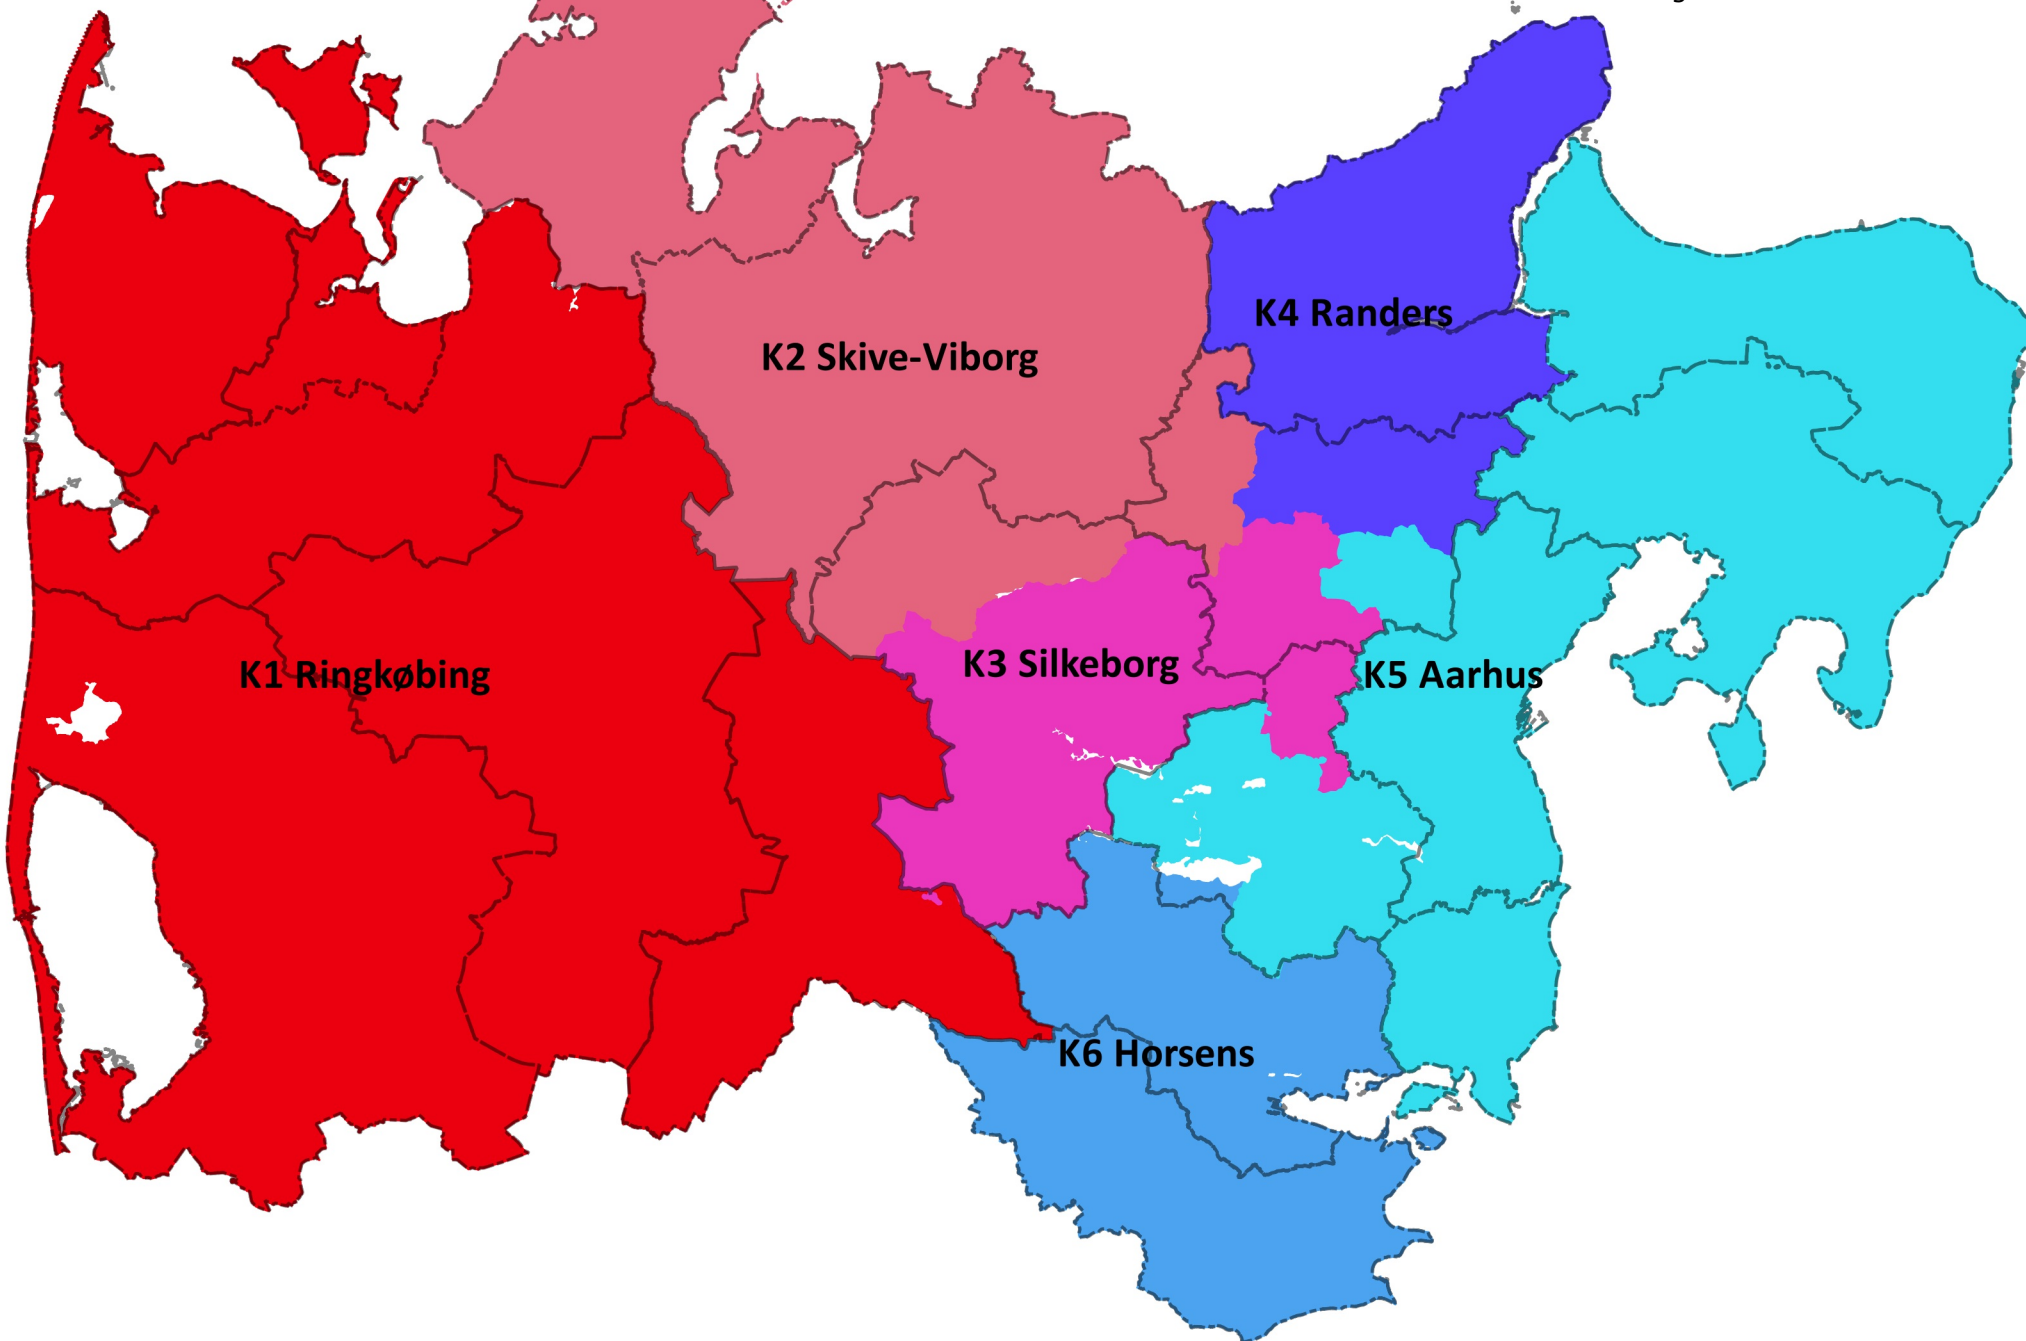 K4 Randers
K2 Skive-Viborg
K3 Silkeborg
K1 Ringkøbing
K5 Aarhus
K6 Horsens